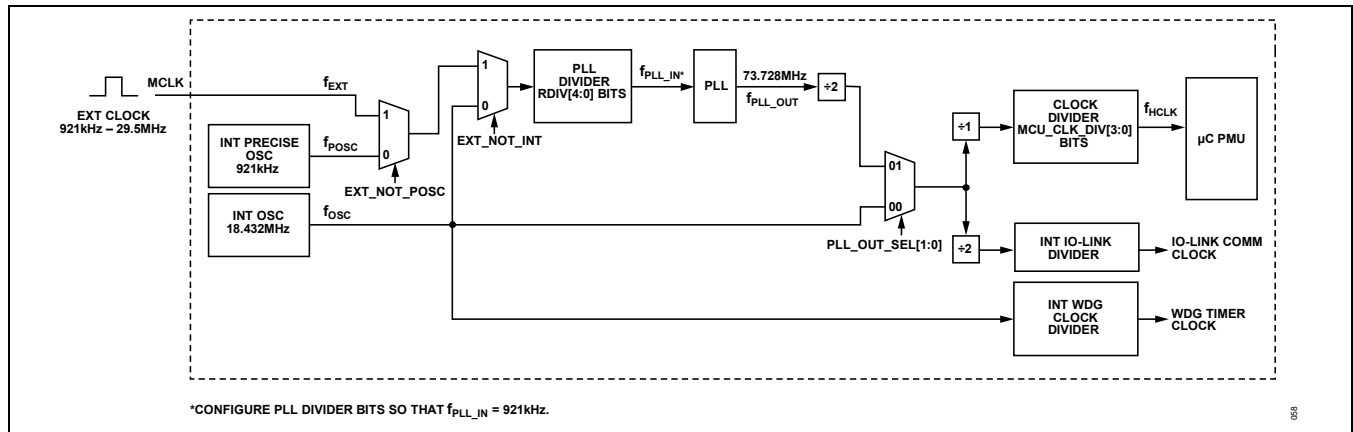 MCLK
EXT CLOCK
921kHz – 29.5MHz
fEXT
1
0
INT PRECISE
OSC
921kHz
fPOSC
EXT_NOT_POSC
INT OSC
18.432MHz
fOSC
1
0
EXT_NOT_INT
PLL
DIVIDER
RDIV[4:0] BITS
fPLL_IN*
PLL
73.728MHz
fPLL_OUT
÷2
01
00
PLL_OUT_SEL[1:0]
÷1
÷2
CLOCK
DIVIDER
MCU_CLK_DIV[3:0]
BITS
fHCLK
µC PMU
INT IO-LINK
DIVIDER
IO-LINK COMM
CLOCK
INT WDG
CLOCK
DIVIDER
WDG TIMER
CLOCK
*CONFIGURE PLL DIVIDER BITS SO THAT fPLL_IN = 921kHz.
058